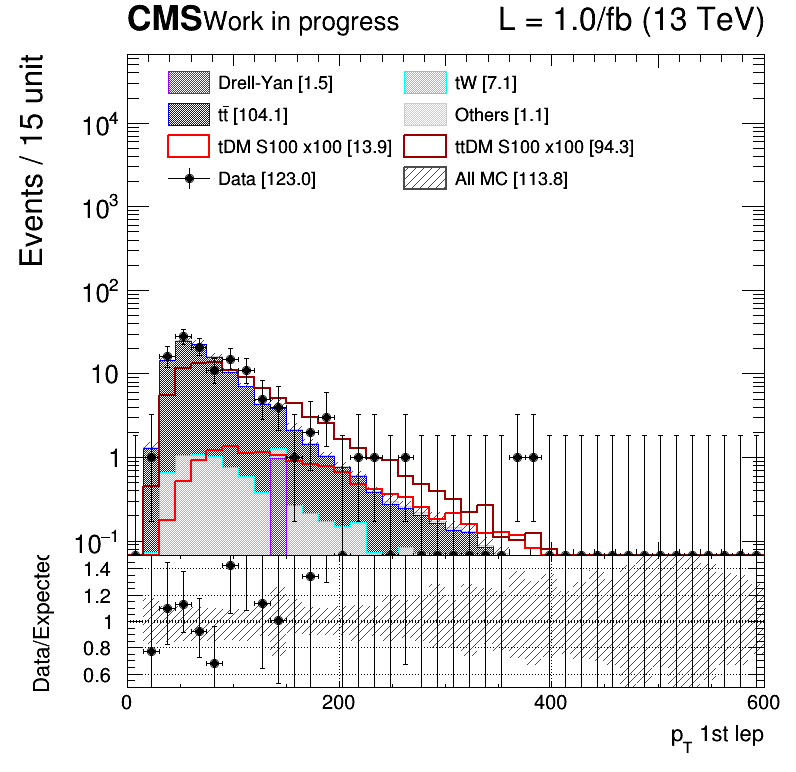 CMS Work in progress L = 1.0/fb (13 TeV)
Events / 15 unit
Drell-Yan [1.5] tW [7.1]
tt̄ [104.1] Others [1.1]
tDM S100 x100 [13.9] ttDM S100 x100 [94.3]
Data [123.0] All MC [113.8]
10⁴
10³
10²
10
1
10⁻¹
Data/Expected
1.4
1.2
1
0.8
0.6
0 200 400 600
p_T 1st lep